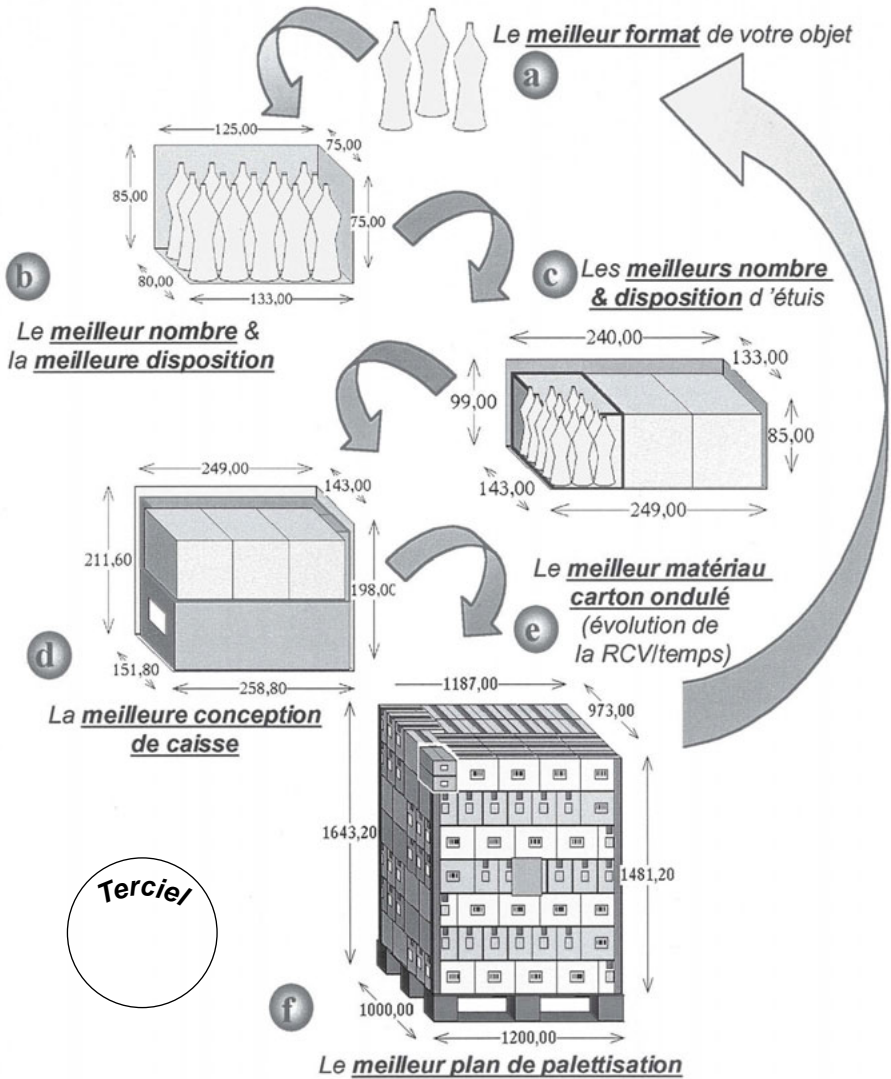 Le meilleur format de votre objet
a
125,00
75,00
85,00
75,00
80,00
133,00
b
Le meilleur nombre &
la meilleure disposition
c
Les meilleurs nombre
& disposition d 'étuis
240,00
133,00
99,00
85,00
143,00
249,00
249,00
143,00
211,60
198,00
151,80
258,80
d
La meilleure conception
de caisse
e
Le meilleur matériau
carton ondulé
(évolution de
la RCV/temps)
1187,00
973,00
1643,20
1481,20
1000,00
1200,00
Terciel
f
Le meilleur plan de palettisation